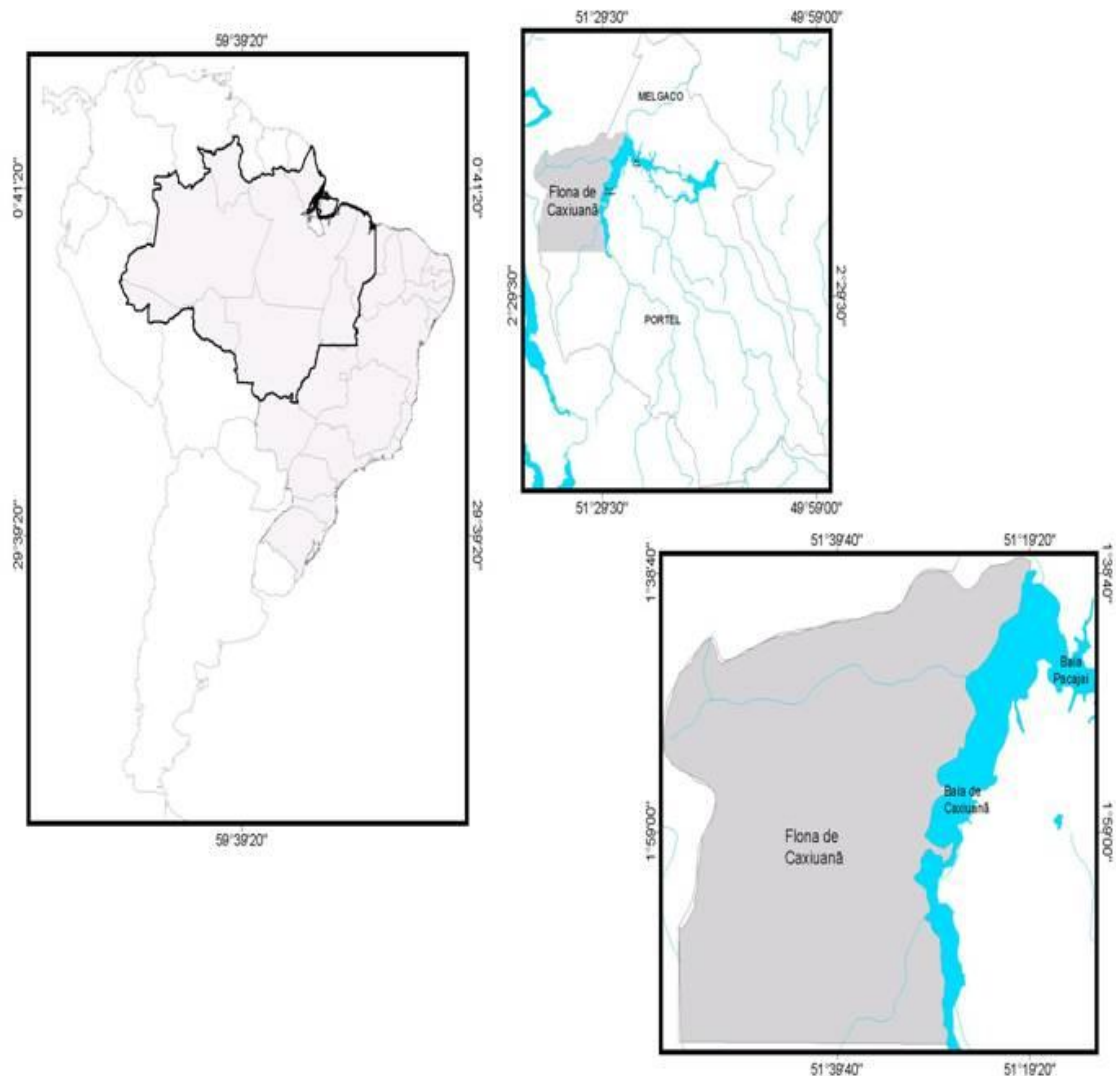 59°39'20"
0°41'20"
0°41'20"
29°39'20"
29°39'20"
59°39'20"
51°29'30" 49°59'00"
MELGACO
Flona de
Caxiuanã
2°29'30"
2°29'30"
PORTEL
51°29'30" 49°59'00"
51°39'40" 51°19'20"
1°38'40"
1°38'40"
Baia
Pacajai
Baia de
Caxiuanã
Flona de
Caxiuanã
1°59'00"
1°59'00"
51°39'40" 51°19'20"